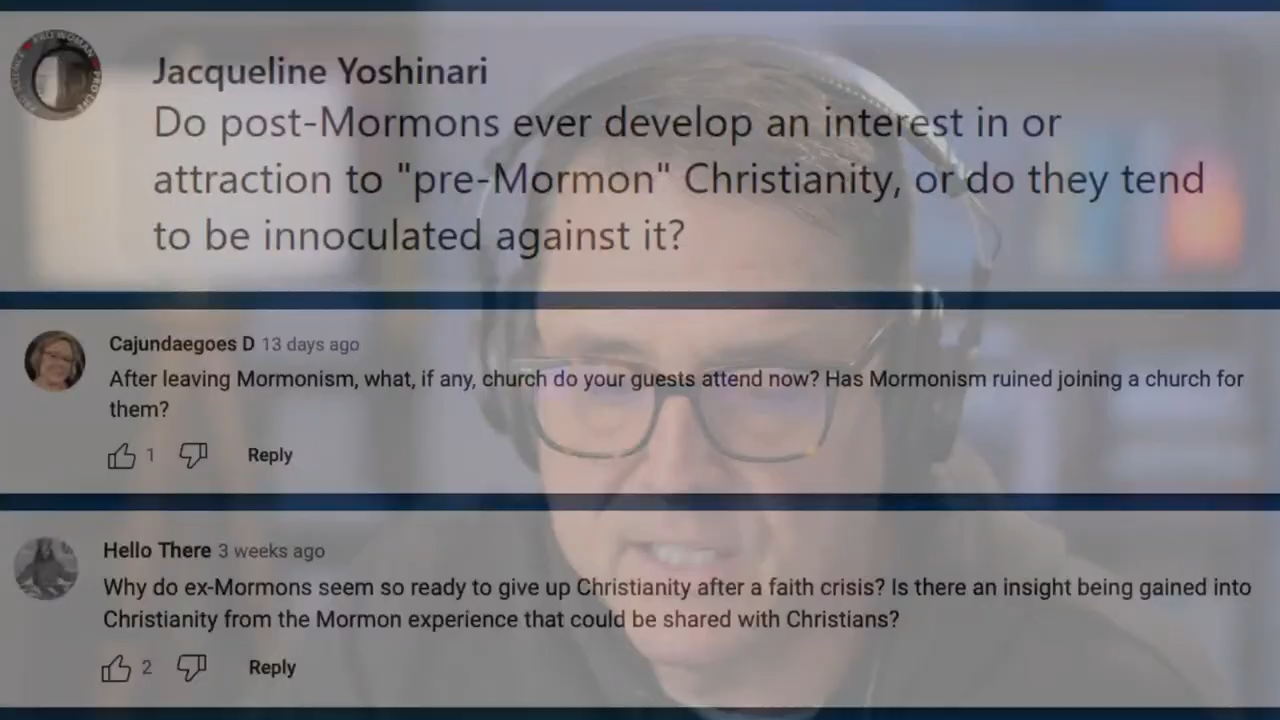 PRO WOMAN
PRO LIFE
Jacqueline Yoshinari
Do post-Mormons ever develop an interest in or
attraction to "pre-Mormon" Christianity, or do they tend
to be innoculated against it?
Cajundaegoes D 13 days ago
After leaving Mormonism, what, if any, church do your guests attend now? Has Mormonism ruined joining a church for
them?
1 Reply
Hello There 3 weeks ago
Why do ex-Mormons seem so ready to give up Christianity after a faith crisis? Is there an insight being gained into
Christianity from the Mormon experience that could be shared with Christians?
2 Reply